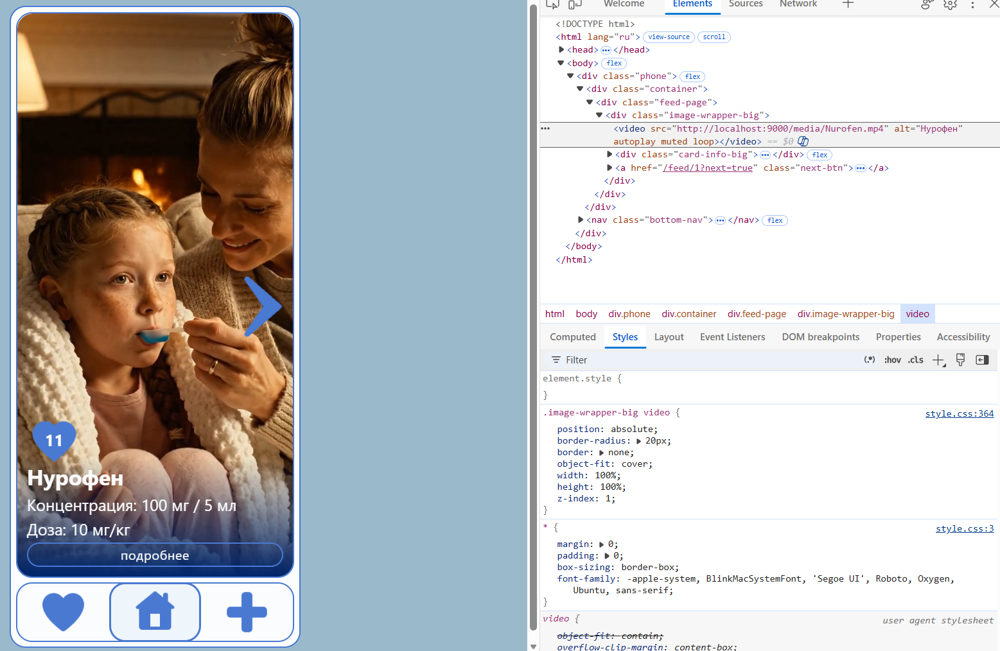 11
Нурофен
Концентрация: 100 мг / 5 мл
Доза: 10 мг/кг
подробнее
Welcome Elements Sources Network
<!DOCTYPE html>
<html lang="ru"> view-source scroll
<head> ••• </head>
<body> flex
<div class="phone"> flex
<div class="container">
<div class="feed-page">
<div class="image-wrapper-big">
••• <video src="http://localhost:9000/media/Nurofen.mp4" alt="Нурофен"
autoplay muted loop></video> == $0
<div class="card-info-big"> ••• </div> flex
<a href="/feed/1?next=true" class="next-btn"> ••• </a>
</div>
</div>
</div>
<nav class="bottom-nav"> ••• </nav> flex
</div>
</body>
</html>
html body div.phone div.container div.feed-page div.image-wrapper-big video
Computed Styles Layout Event Listeners DOM breakpoints Properties Accessibility
Filter (.*) :hov .cls
element.style {
}
.image-wrapper-big video { style.css:364
position: absolute;
border-radius: 20px;
border: none;
object-fit: cover;
width: 100%;
height: 100%;
z-index: 1;
}
* { style.css:3
margin: 0;
padding: 0;
box-sizing: border-box;
font-family: -apple-system, BlinkMacSystemFont, 'Segoe UI', Roboto, Oxygen,
Ubuntu, sans-serif;
}
video { user agent stylesheet
object-fit: contain;
overflow-clip-margin: content-box;